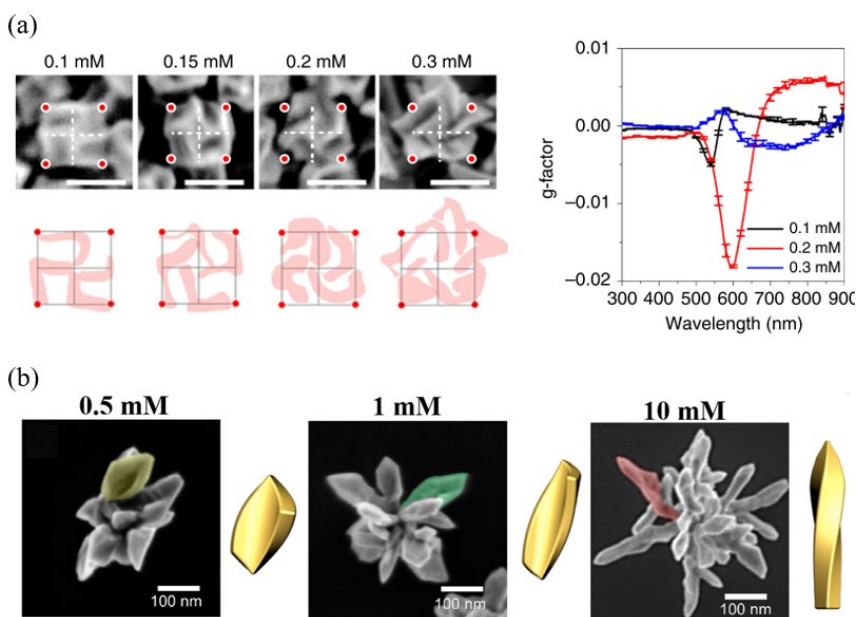 (a)
0.1 mM 0.15 mM 0.2 mM 0.3 mM
0.01
0.00
−0.01
−0.02
g-factor
0.1 mM
0.2 mM
0.3 mM
300 400 500 600 700 800 900
Wavelength (nm)
(b)
0.5 mM 1 mM 10 mM
100 nm 100 nm 100 nm